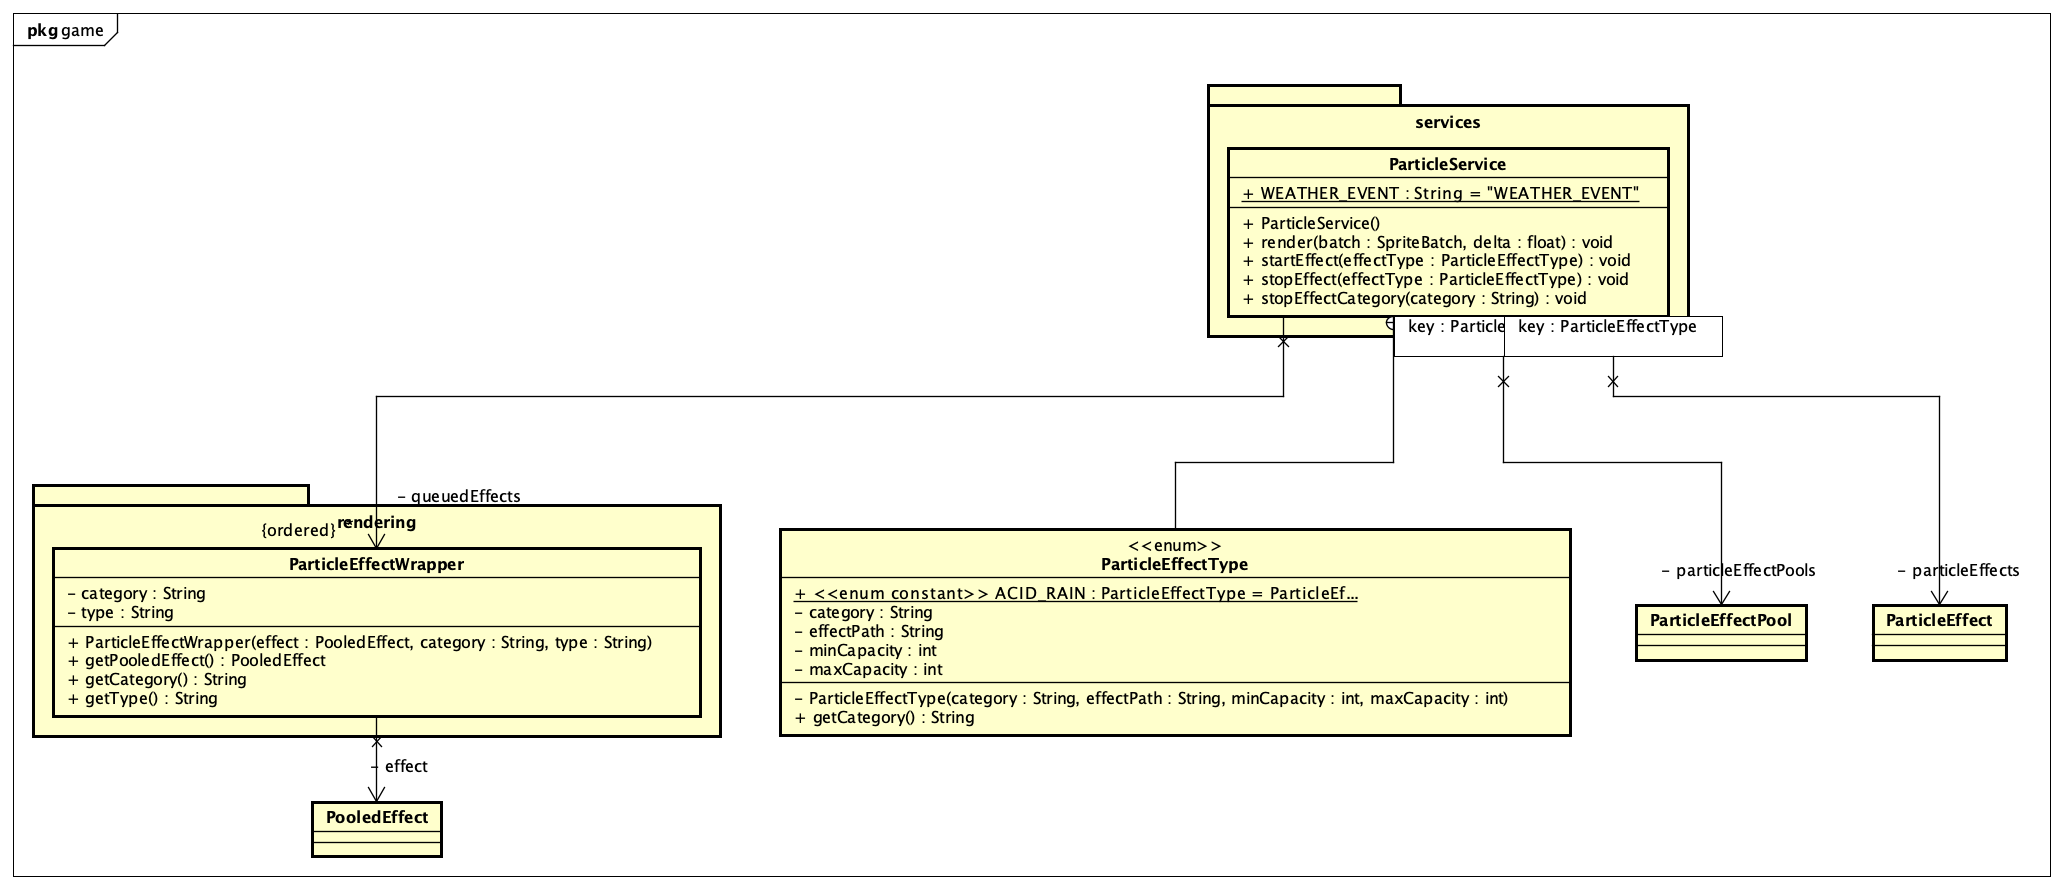 pkg game
services
ParticleService
+ WEATHER_EVENT : String = "WEATHER_EVENT"
+ ParticleService()
+ render(batch : SpriteBatch, delta : float) : void
+ startEffect(effectType : ParticleEffectType) : void
+ stopEffect(effectType : ParticleEffectType) : void
+ stopEffectCategory(category : String) : void
key : Particle
key : ParticleEffectType
- queuedEffects
{ordered}
rendering
ParticleEffectWrapper
- category : String
- type : String
+ ParticleEffectWrapper(effect : PooledEffect, category : String, type : String)
+ getPooledEffect() : PooledEffect
+ getCategory() : String
+ getType() : String
- effect
PooledEffect
<<enum>>
ParticleEffectType
+ <<enum constant>> ACID_RAIN : ParticleEffectType = ParticleEf...
- category : String
- effectPath : String
- minCapacity : int
- maxCapacity : int
- ParticleEffectType(category : String, effectPath : String, minCapacity : int, maxCapacity : int)
+ getCategory() : String
- particleEffectPools
ParticleEffectPool
- particleEffects
ParticleEffect